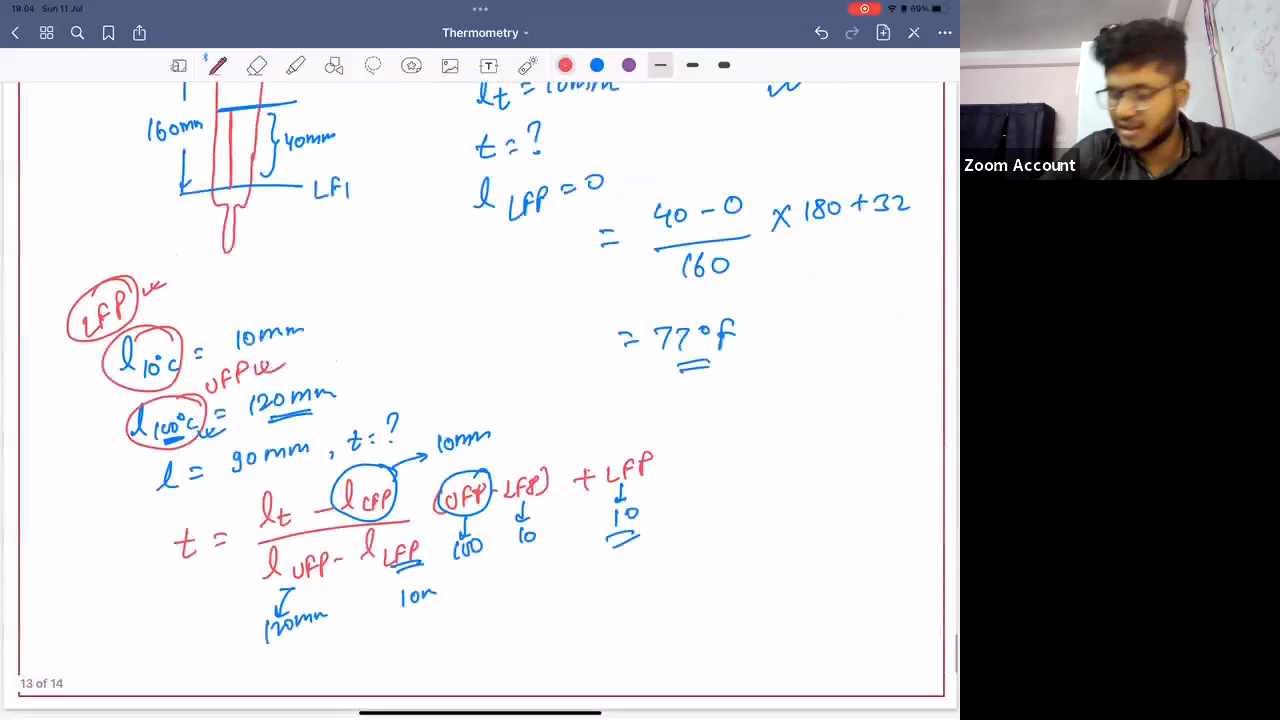 19:04 Sun 11 Jul
69%
Thermometry
lt = 10mm
160mm
40mm
t = ?
LFP
l LFP = 0
= 40 - 0 / 160 × 180 + 32
= 77°f
LFP
l 10°C = 10mm
UFP
l 100°C = 120mm
l = 90mm, t = ?
10mm
t = lt - l LFP / l UFP - l LFP (UFP - LFP) + LFP
100 10 10
120mm 10m
13 of 14
Zoom Account